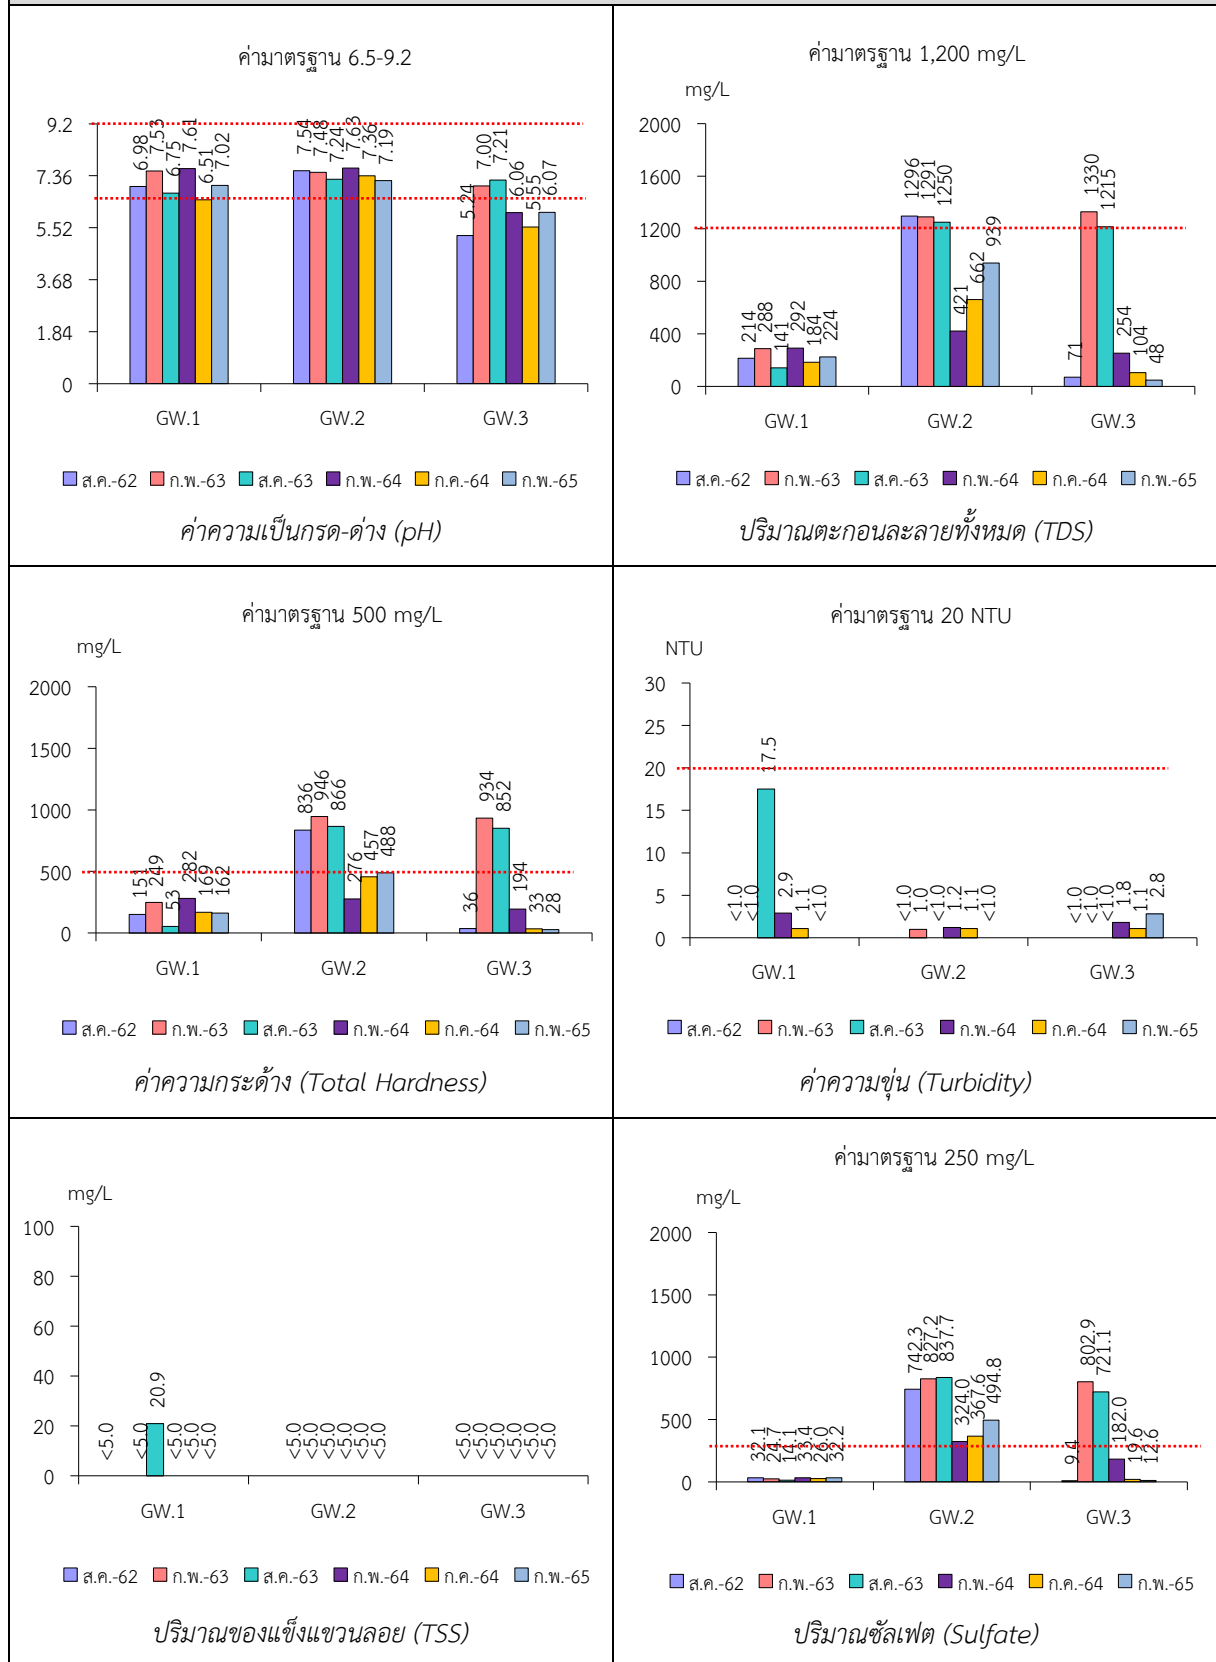 ค่ามาตรฐาน 6.5-9.2
9.2
7.36
5.52
3.68
1.84
0
6.98 7.53 6.75 7.61 6.51 7.02
7.54 7.48 7.24 7.63 7.36 7.19
5.24 7.00 7.21 6.06 5.55 6.07
GW.1 GW.2 GW.3
ส.ค.-62 ก.พ.-63 ส.ค.-63 ก.พ.-64 ก.ค.-64 ก.พ.-65
ค่าความเป็นกรด-ด่าง (pH)
ค่ามาตรฐาน 1,200 mg/L
mg/L
2000
1600
1200
800
400
0
214 288 141 292 184 224
1296 1291 1250 421 662 939
71 1330 1215 254 104 48
GW.1 GW.2 GW.3
ส.ค.-62 ก.พ.-63 ส.ค.-63 ก.พ.-64 ก.ค.-64 ก.พ.-65
ปริมาณตะกอนละลายทั้งหมด (TDS)
ค่ามาตรฐาน 500 mg/L
mg/L
2000
1500
1000
500
0
151 249 53 282 169 162
836 946 866 276 457 488
36 934 852 194 33 28
GW.1 GW.2 GW.3
ส.ค.-62 ก.พ.-63 ส.ค.-63 ก.พ.-64 ก.ค.-64 ก.พ.-65
ค่าความกระด้าง (Total Hardness)
ค่ามาตรฐาน 20 NTU
NTU
30
25
20
15
10
5
0
<1.0 <1.0 17.5 2.9 1.1 <1.0
<1.0 1.0 <1.0 1.2 1.1 <1.0
<1.0 <1.0 <1.0 1.8 1.1 2.8
GW.1 GW.2 GW.3
ส.ค.-62 ก.พ.-63 ส.ค.-63 ก.พ.-64 ก.ค.-64 ก.พ.-65
ค่าความขุ่น (Turbidity)
mg/L
100
80
60
40
20
0
<5.0 <5.0 20.9 <5.0 <5.0 <5.0
<5.0 <5.0 <5.0 <5.0 <5.0 <5.0
<5.0 <5.0 <5.0 <5.0 <5.0 <5.0
GW.1 GW.2 GW.3
ส.ค.-62 ก.พ.-63 ส.ค.-63 ก.พ.-64 ก.ค.-64 ก.พ.-65
ปริมาณของแข็งแขวนลอย (TSS)
ค่ามาตรฐาน 250 mg/L
mg/L
2000
1500
1000
500
0
32.1 24.7 14.1 33.4 26.0 32.2
742.3 827.2 837.7 324.0 367.6 494.8
9.4 802.9 721.1 182.0 19.6 12.6
GW.1 GW.2 GW.3
ส.ค.-62 ก.พ.-63 ส.ค.-63 ก.พ.-64 ก.ค.-64 ก.พ.-65
ปริมาณซัลเฟต (Sulfate)